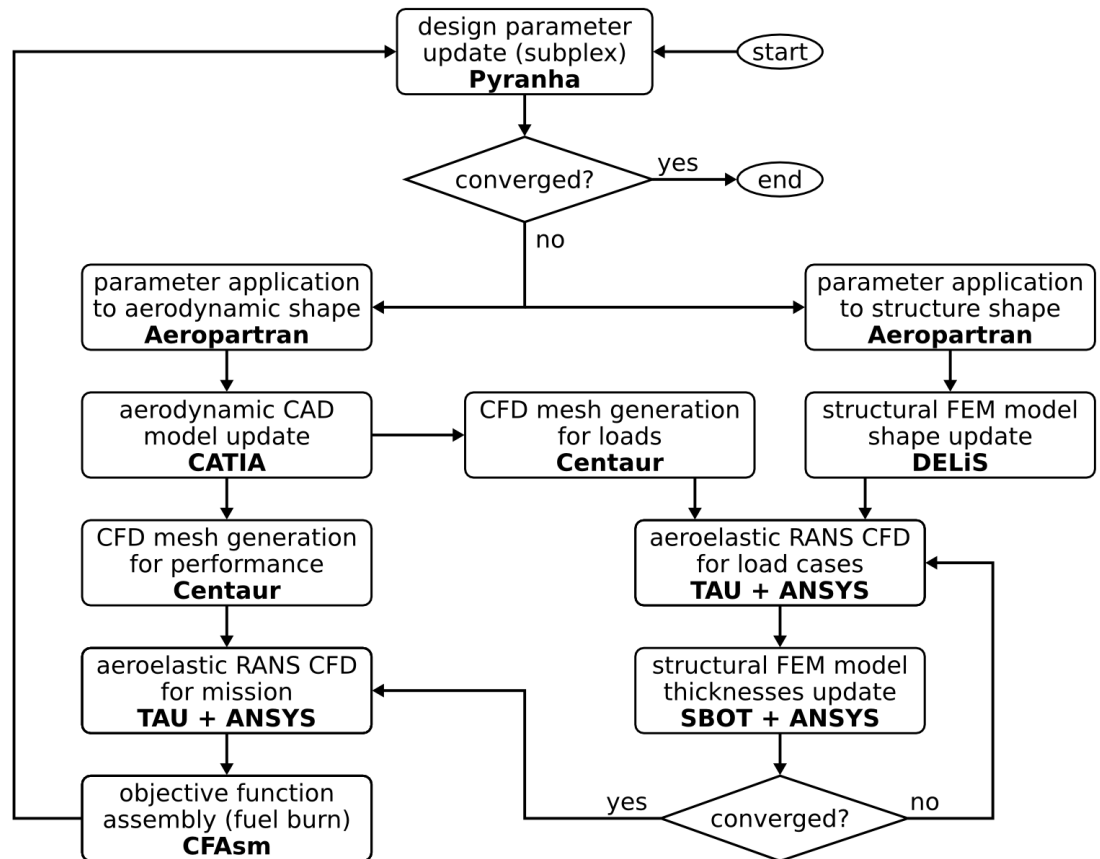 design parameter
update (subplex)
Pyranha
start
converged?
yes
end
no
parameter application
to aerodynamic shape
Aeropartran
parameter application
to structure shape
Aeropartran
aerodynamic CAD
model update
CATIA
CFD mesh generation
for loads
Centaur
structural FEM model
shape update
DELiS
CFD mesh generation
for performance
Centaur
aeroelastic RANS CFD
for load cases
TAU + ANSYS
aeroelastic RANS CFD
for mission
TAU + ANSYS
structural FEM model
thicknesses update
SBOT + ANSYS
objective function
assembly (fuel burn)
CFAsm
yes
converged?
no